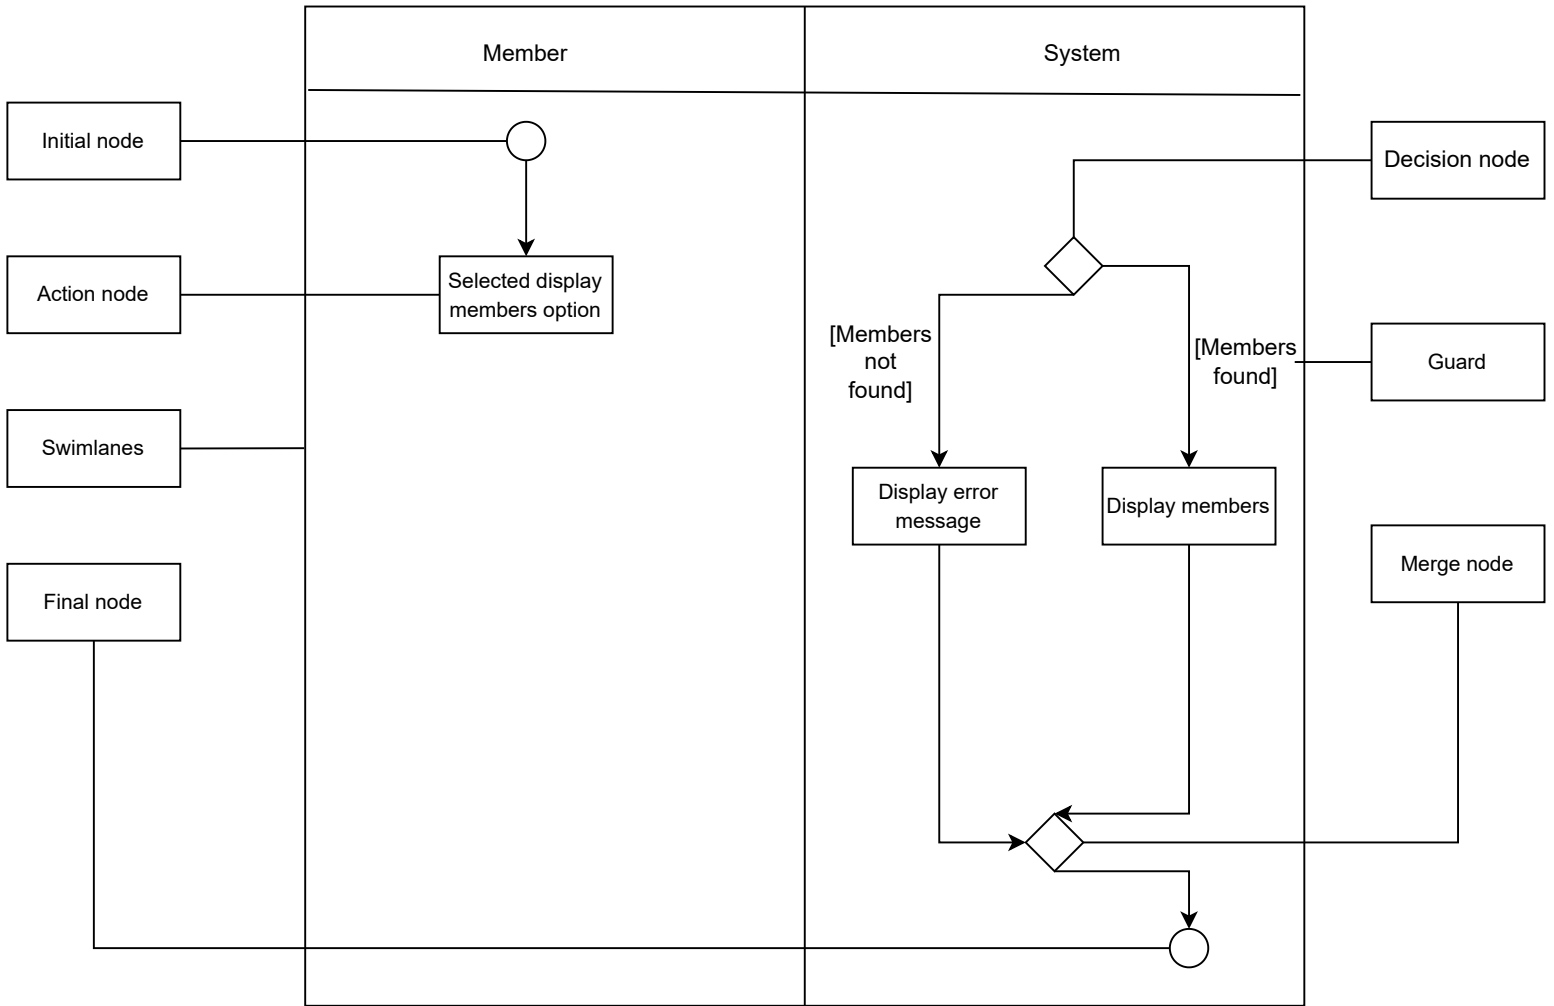 Member
System
Initial node
Decision node
Action node
Selected display
members option
[Members
not
found]
[Members
found]
Guard
Swimlanes
Display error
message
Display members
Merge node
Final node